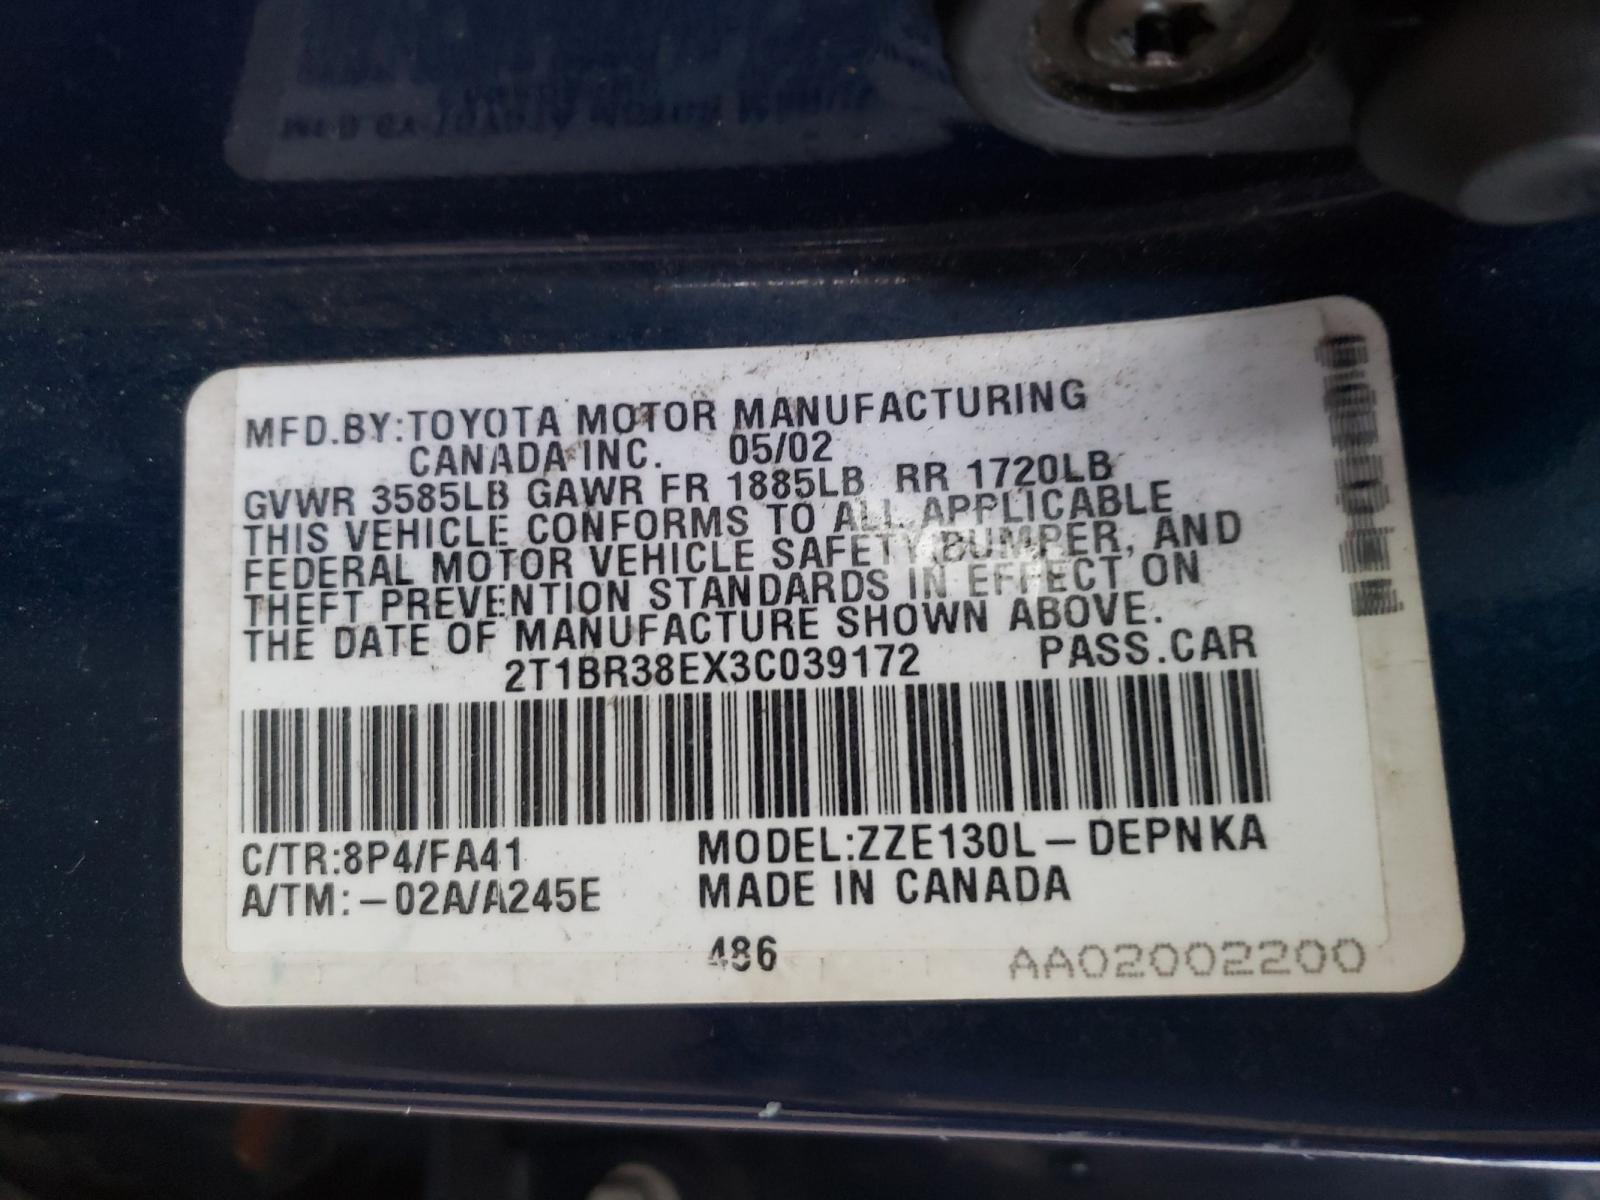 MFD.BY:TOYOTA MOTOR MANUFACTURING
CANADA INC. 05/02
GVWR 3585LB GAWR FR 1885LB RR 1720LB
THIS VEHICLE CONFORMS TO ALL APPLICABLE
FEDERAL MOTOR VEHICLE SAFETY,BUMPER, AND
THEFT PREVENTION STANDARDS IN EFFECT ON
THE DATE OF MANUFACTURE SHOWN ABOVE.
2T1BR38EX3C039172 PASS.CAR
C/TR:8P4/FA41 MODEL:ZZE130L-DEPNKA
A/TM:-02A/A245E MADE IN CANADA
486 AA02002200